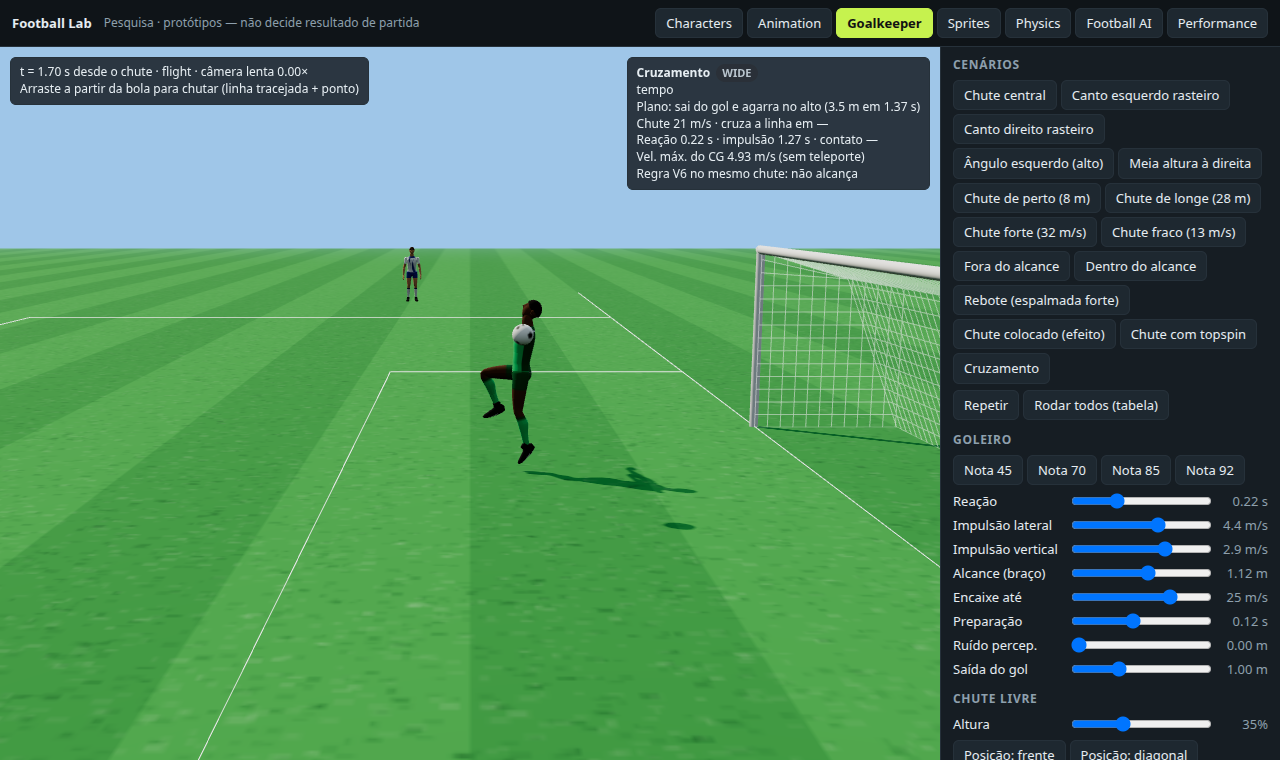 Football Lab
Pesquisa · protótipos — não decide resultado de partida
Characters
Animation
Goalkeeper
Sprites
Physics
Football AI
Performance
t = 1.70 s desde o chute · flight · câmera lenta 0.00×
Arraste a partir da bola para chutar (linha tracejada + ponto)
Cruzamento WIDE
tempo
Plano: sai do gol e agarra no alto (3.5 m em 1.37 s)
Chute 21 m/s · cruza a linha em —
Reação 0.22 s · impulsão 1.27 s · contato —
Vel. máx. do CG 4.93 m/s (sem teleporte)
Regra V6 no mesmo chute: não alcança
CENÁRIOS
Chute central
Canto esquerdo rasteiro
Canto direito rasteiro
Ângulo esquerdo (alto)
Meia altura à direita
Chute de perto (8 m)
Chute de longe (28 m)
Chute forte (32 m/s)
Chute fraco (13 m/s)
Fora do alcance
Dentro do alcance
Rebote (espalmada forte)
Chute colocado (efeito)
Chute com topspin
Cruzamento
Repetir
Rodar todos (tabela)
GOLEIRO
Nota 45
Nota 70
Nota 85
Nota 92
Reação 0.22 s
Impulsão lateral 4.4 m/s
Impulsão vertical 2.9 m/s
Alcance (braço) 1.12 m
Encaixe até 25 m/s
Preparação 0.12 s
Ruído percep. 0.00 m
Saída do gol 1.00 m
CHUTE LIVRE
Altura 35%
Posição: frente
Posição: diagonal